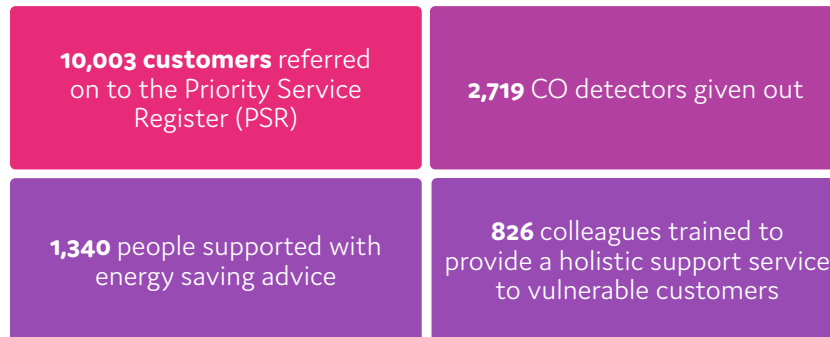 10,003 customers referred
on to the Priority Service
Register (PSR)
2,719 CO detectors given out
1,340 people supported with
energy saving advice
826 colleagues trained to
provide a holistic support service
to vulnerable customers